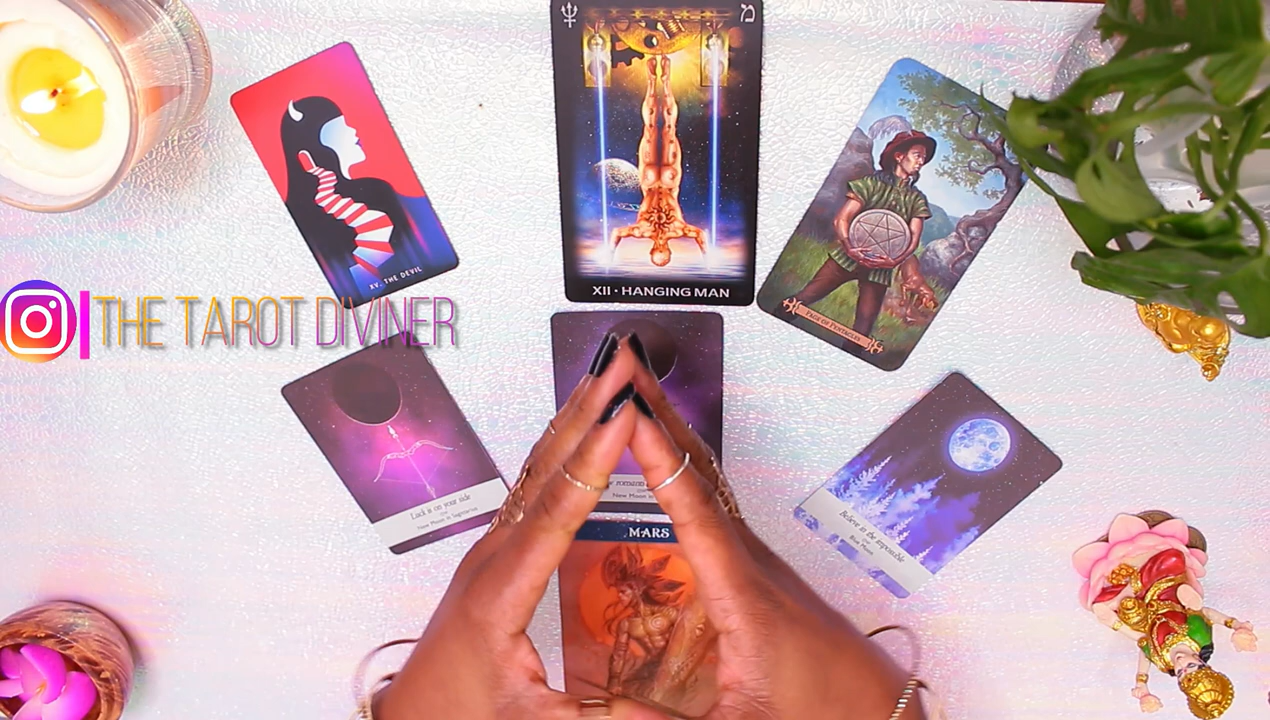 XII · HANGING MAN
XV. THE DEVIL
PAGE OF PENTACLES
THE TAROT DIVINER
Luck is on your side
New Moon in Sagittarius
New Moon in
Believe in the impossible
Blue Moon
MARS